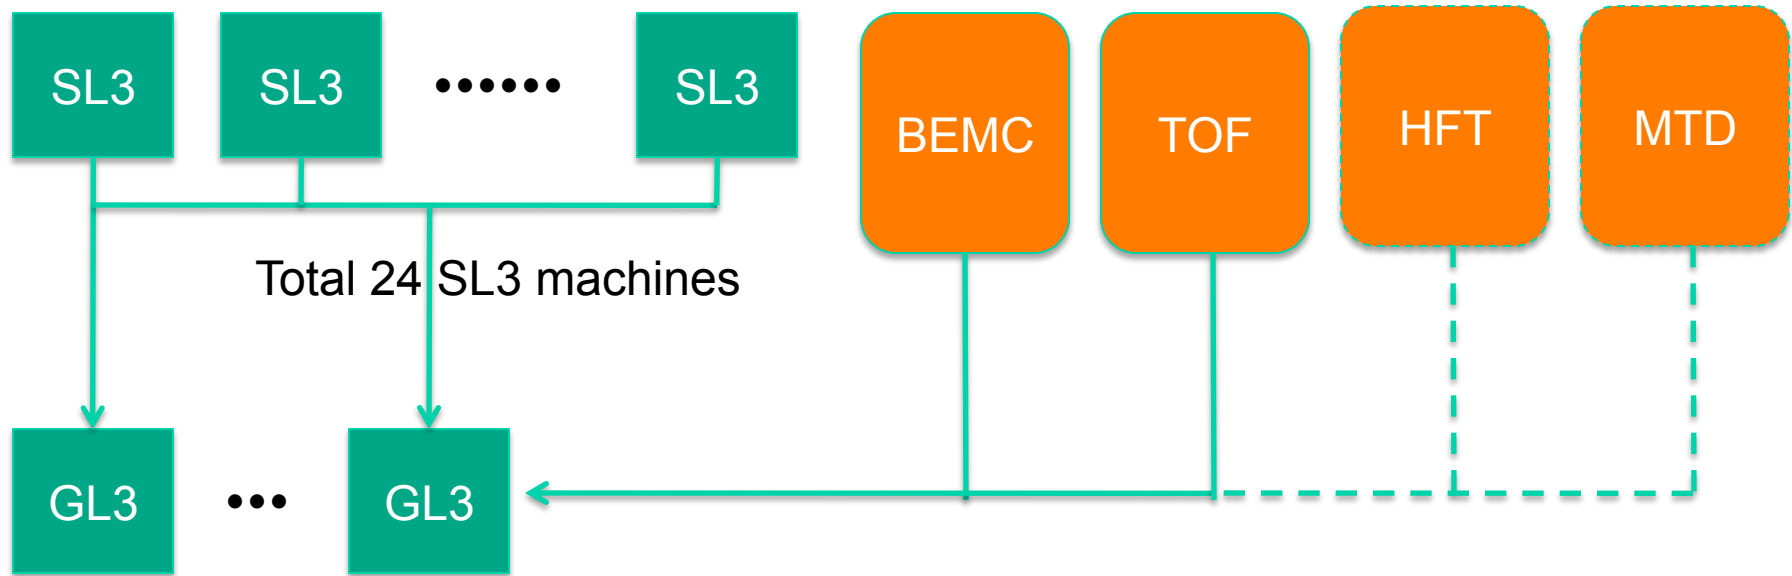 SL3
SL3
SL3
BEMC
TOF
HFT
MTD
Total 24 SL3 machines
GL3
GL3